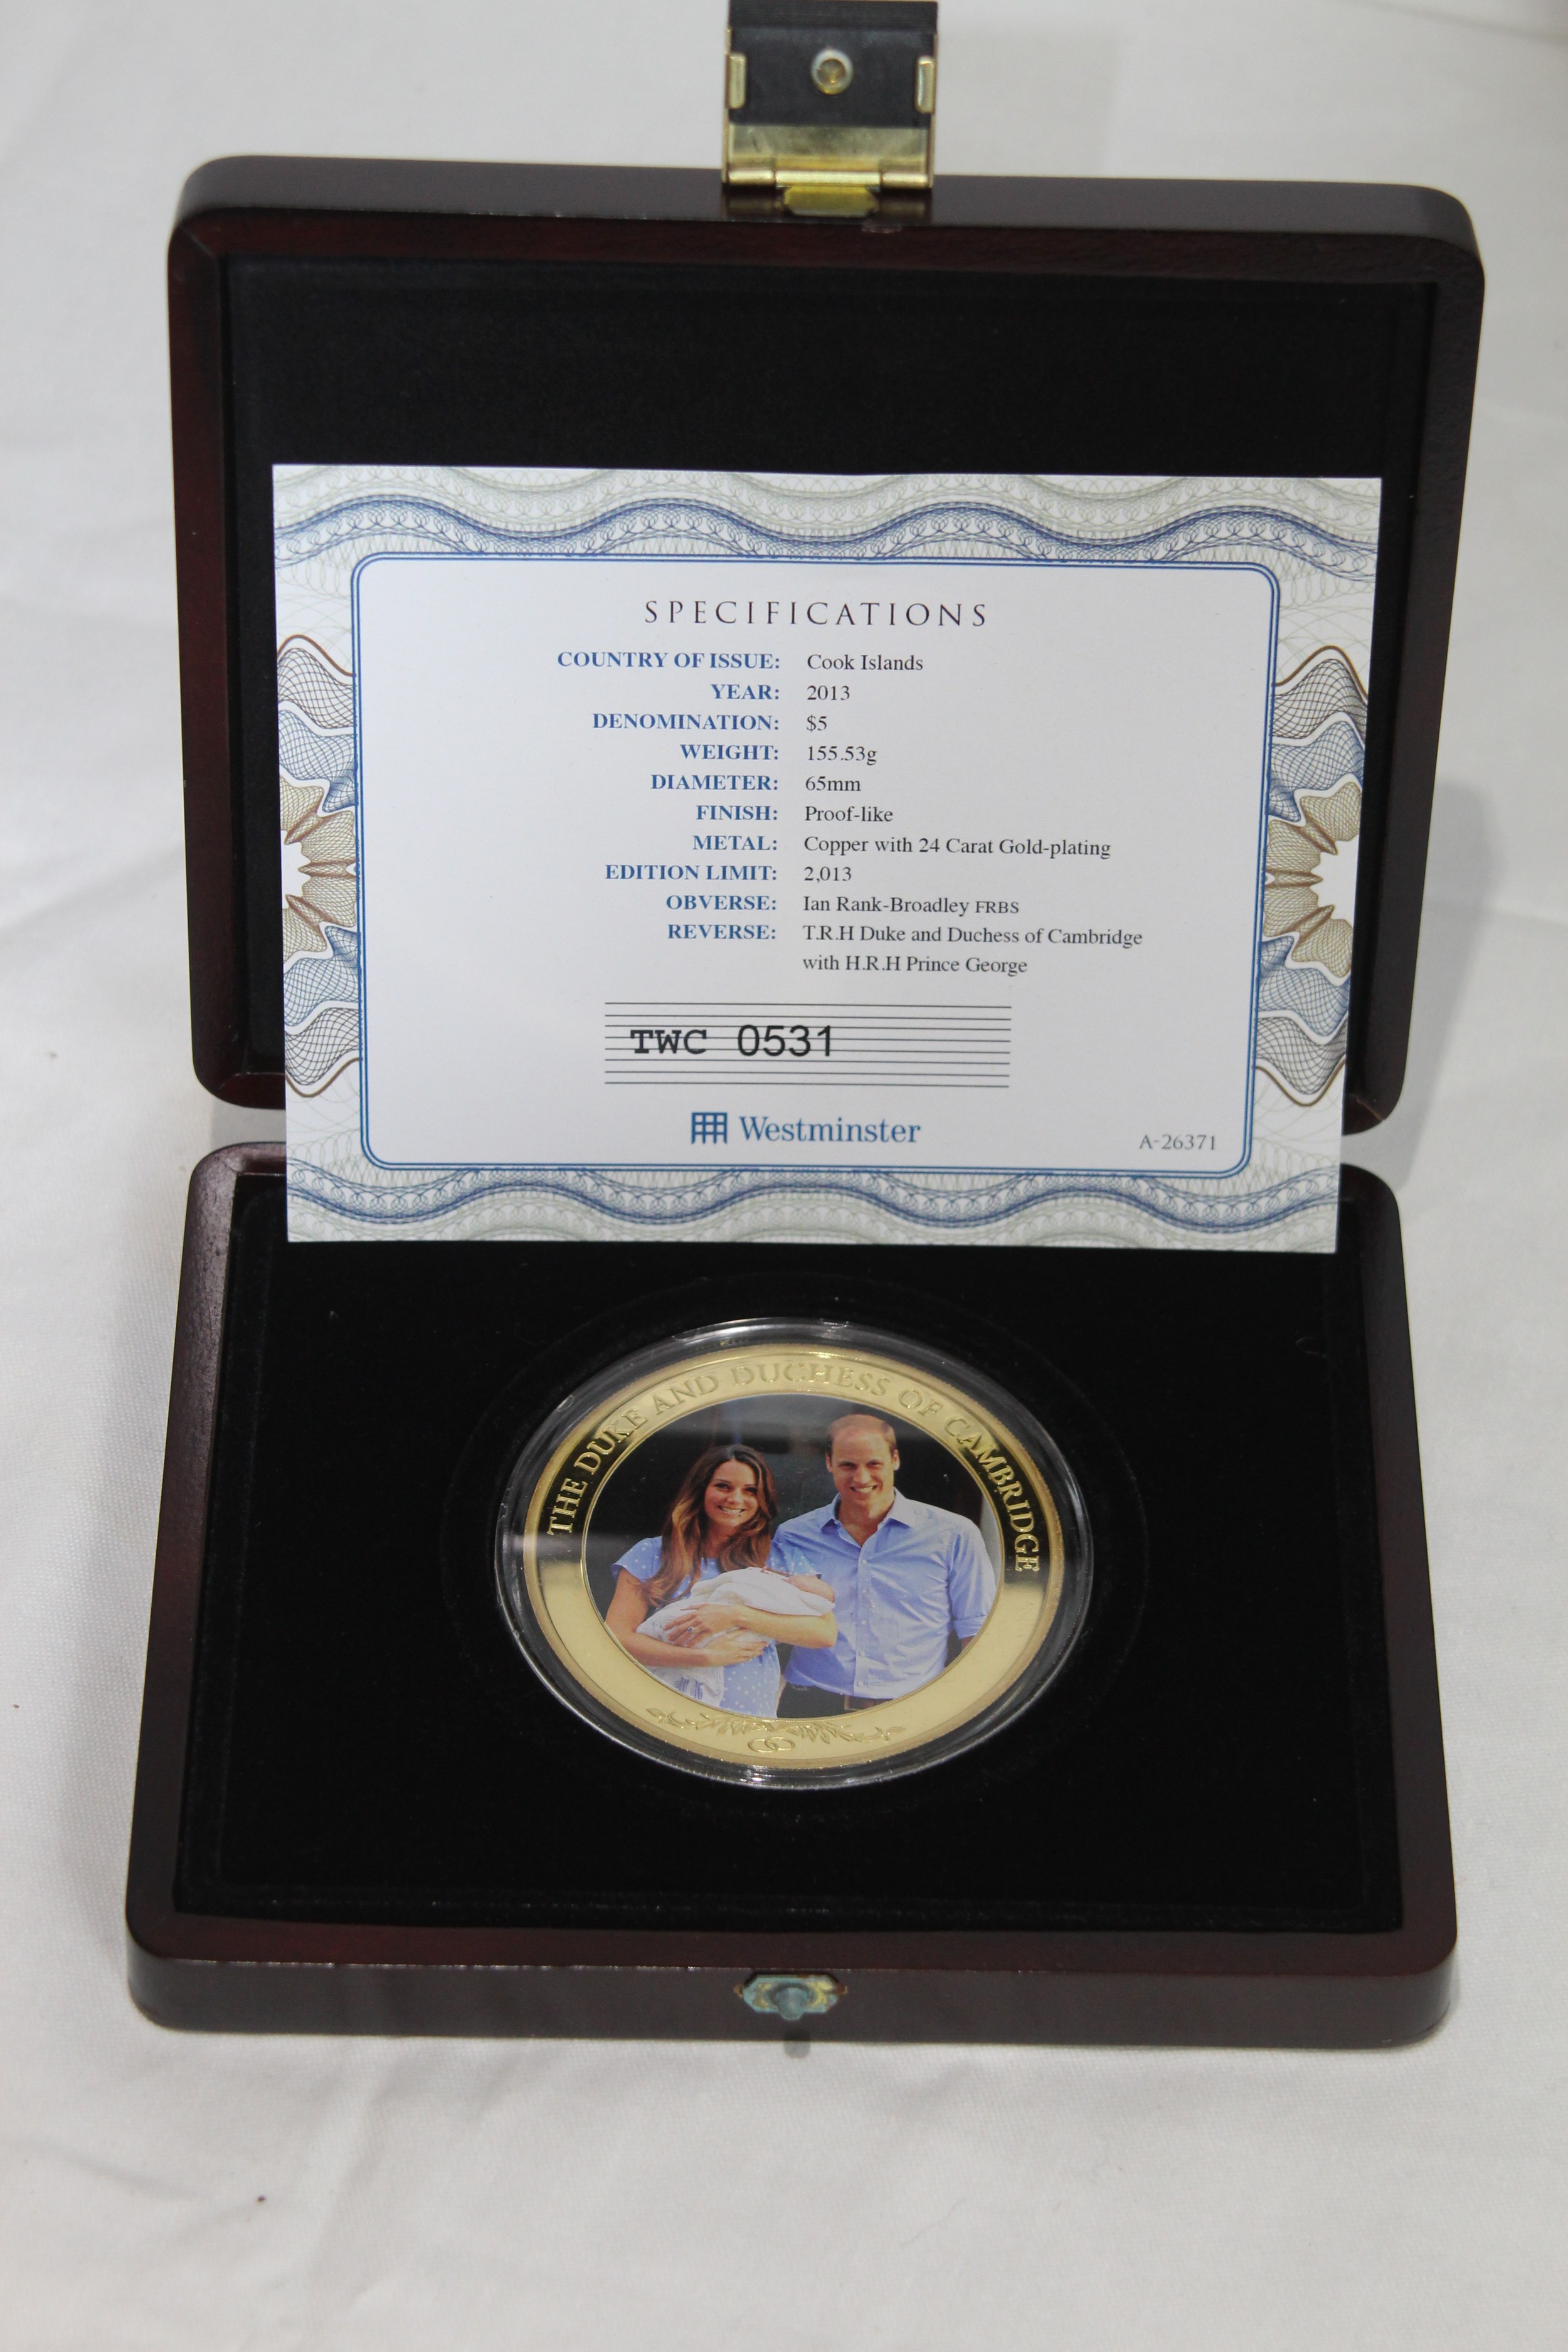 SPECIFICATIONS
COUNTRY OF ISSUE: Cook Islands
YEAR: 2013
DENOMINATION: $5
WEIGHT: 155.53g
DIAMETER: 65mm
FINISH: Proof-like
METAL: Copper with 24 Carat Gold-plating
EDITION LIMIT: 2,013
OBVERSE: Ian Rank-Broadley FRBS
REVERSE: T.R.H Duke and Duchess of Cambridge
with H.R.H Prince George
TWC 0531
Westminster
A-26371
THE DUKE AND DUCHESS OF CAMBRIDGE